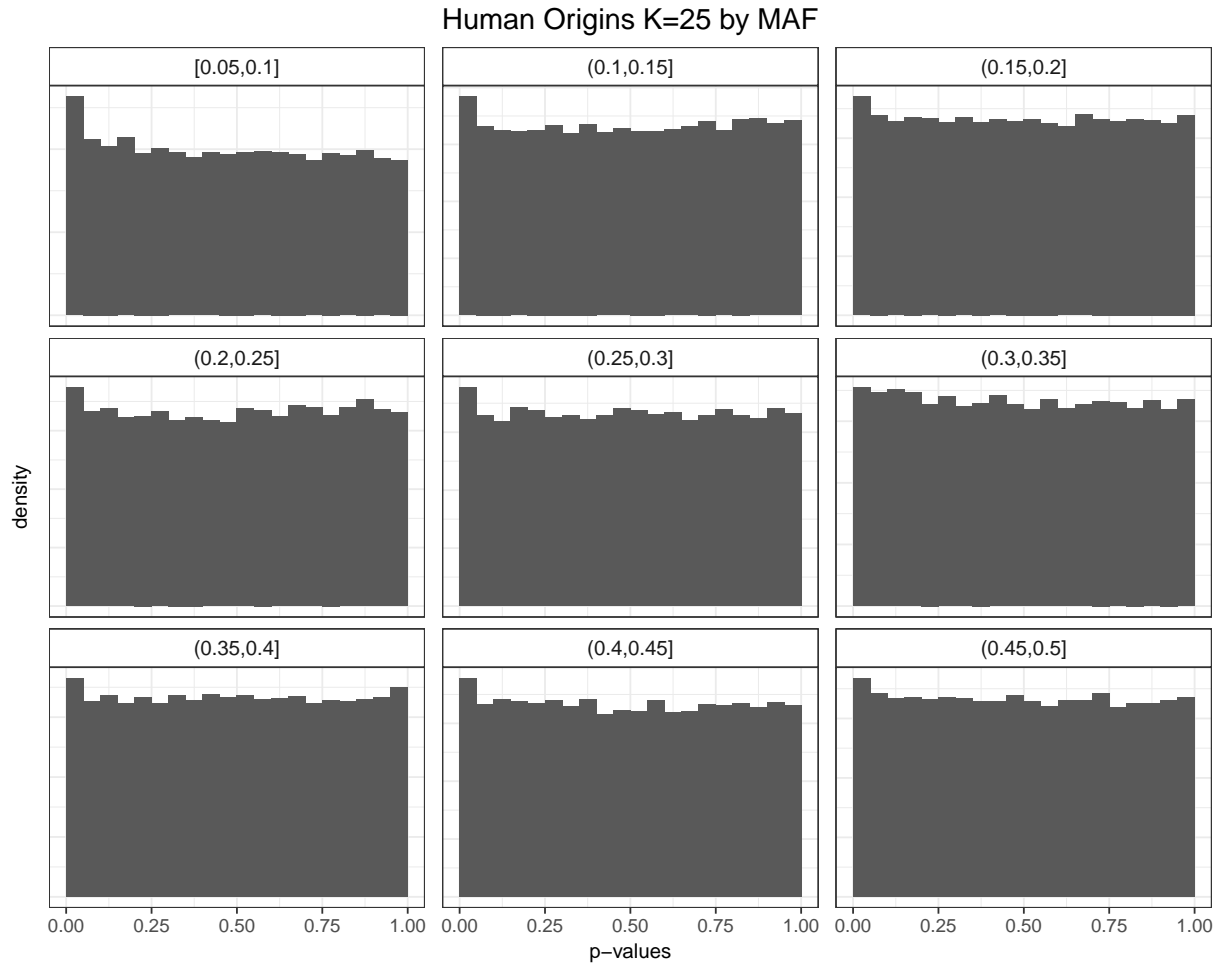 Human Origins K=25 by MAF
[0.05,0.1]
(0.1,0.15]
(0.15,0.2]
(0.2,0.25]
(0.25,0.3]
(0.3,0.35]
density
(0.35,0.4]
(0.4,0.45]
(0.45,0.5]
0.00 0.25 0.50 0.75 1.00
0.00 0.25 0.50 0.75 1.00
0.00 0.25 0.50 0.75 1.00
p−values